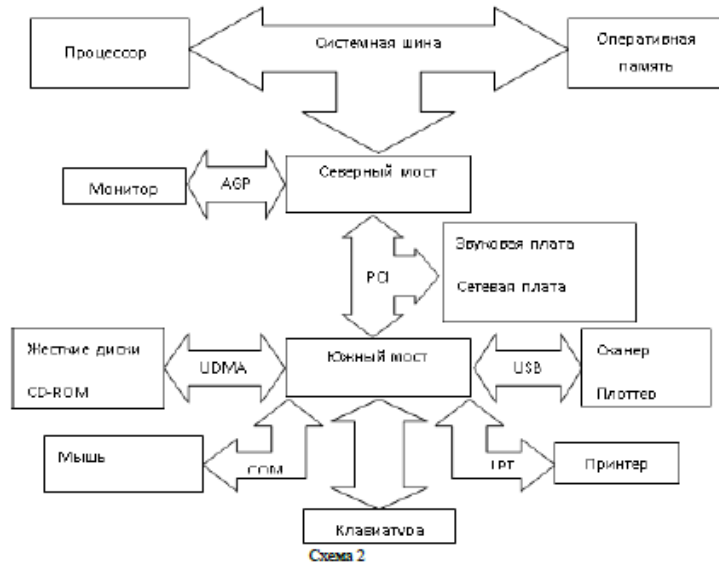 Процессор
Системная шина
Оперативная
память
Северный мост
Монитор
AGP
Звуковая плата
Сетевая плата
PCI
Жесткие диски
CD-ROM
UDMA
Южный мост
USB
Сканер
Плоттер
Мышь
COM
LPT
Принтер
Клавиатура
Схема 2